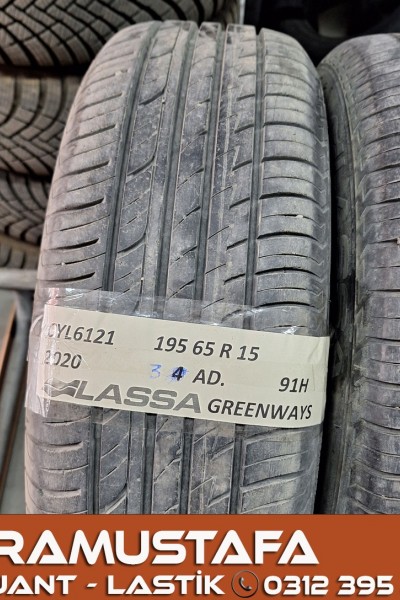 CYL6121 195 65 R 15
2020 3 4 AD. 91H
LASSA GREENWAYS
RAMUSTAFA
JANT - LASTİK 0312 395